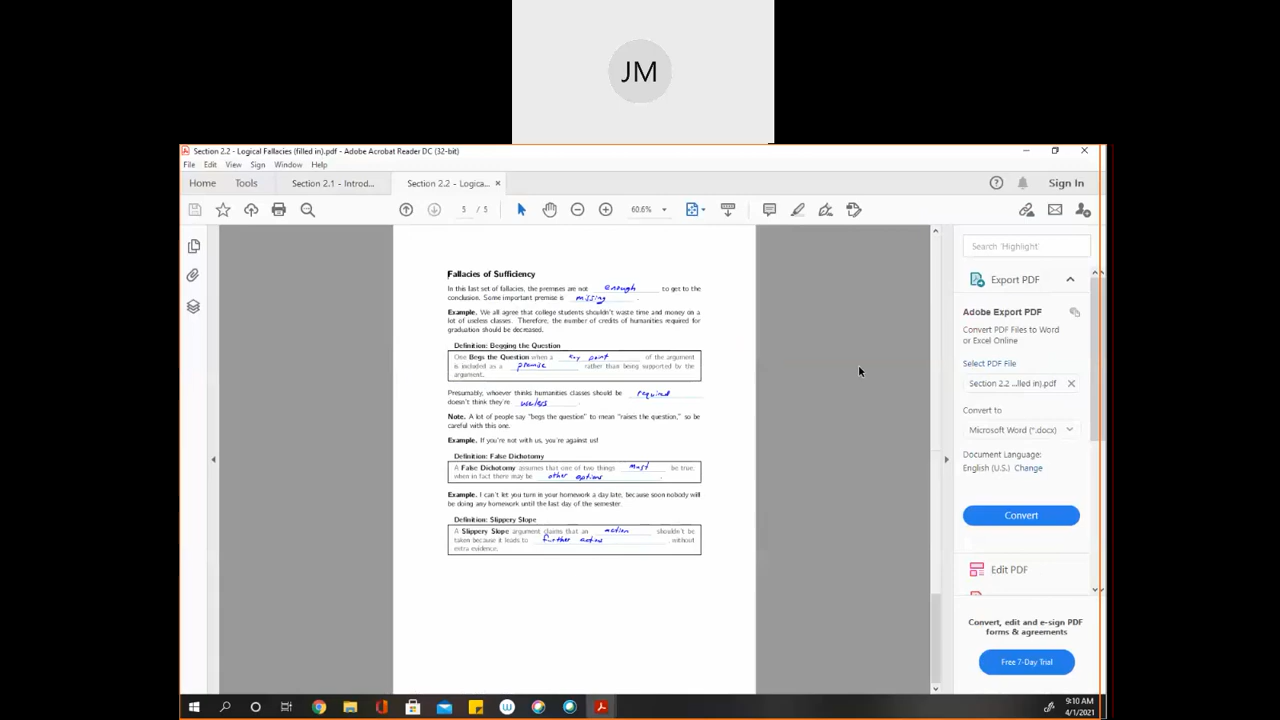 JM
Section 2.2 - Logical Fallacies (filled in).pdf - Adobe Acrobat Reader DC (32-bit)
File Edit View Sign Window Help
Home Tools Section 2.1 - Introd... Section 2.2 - Logica... ×
Sign In
5 / 5 60.6%
Fallacies of Sufficiency
In this last set of fallacies, the premises are not enough to get to the
conclusion. Some important premise is missing.
Example. We all agree that college students shouldn't waste time and money on
a lot of useless classes. Therefore, the number of credits of humanities required for
graduation should be decreased.
Definition: Begging the Question
One Begs the Question when a key point of the argument
is included as a premise rather than being supported by the
argument.
Presumably, whoever thinks humanities classes should be required
doesn't think they're useless.
Note. A lot of people say "begs the question" to mean "raises the question," so be
careful with this one.
Example. If you're not with us, you're against us!
Definition: False Dichotomy
A False Dichotomy assumes that one of two things must be true
when in fact there may be other options.
Example. I can't let you turn in your homework a day late, because soon nobody will
be doing any homework until the last day of the semester.
Definition: Slippery Slope
A Slippery Slope argument claims that an action shouldn't be
taken because it leads to further actions without
extra evidence.
Search 'Highlight'
Export PDF
Adobe Export PDF
Convert PDF Files to Word
or Excel Online
Select PDF File
Section 2.2 ...lled in).pdf ×
Convert to
Microsoft Word (*.docx)
Document Language:
English (U.S.) Change
Convert
Edit PDF
Convert, edit and e-sign PDF
forms & agreements
Free 7-Day Trial
9:10 AM
4/1/2021